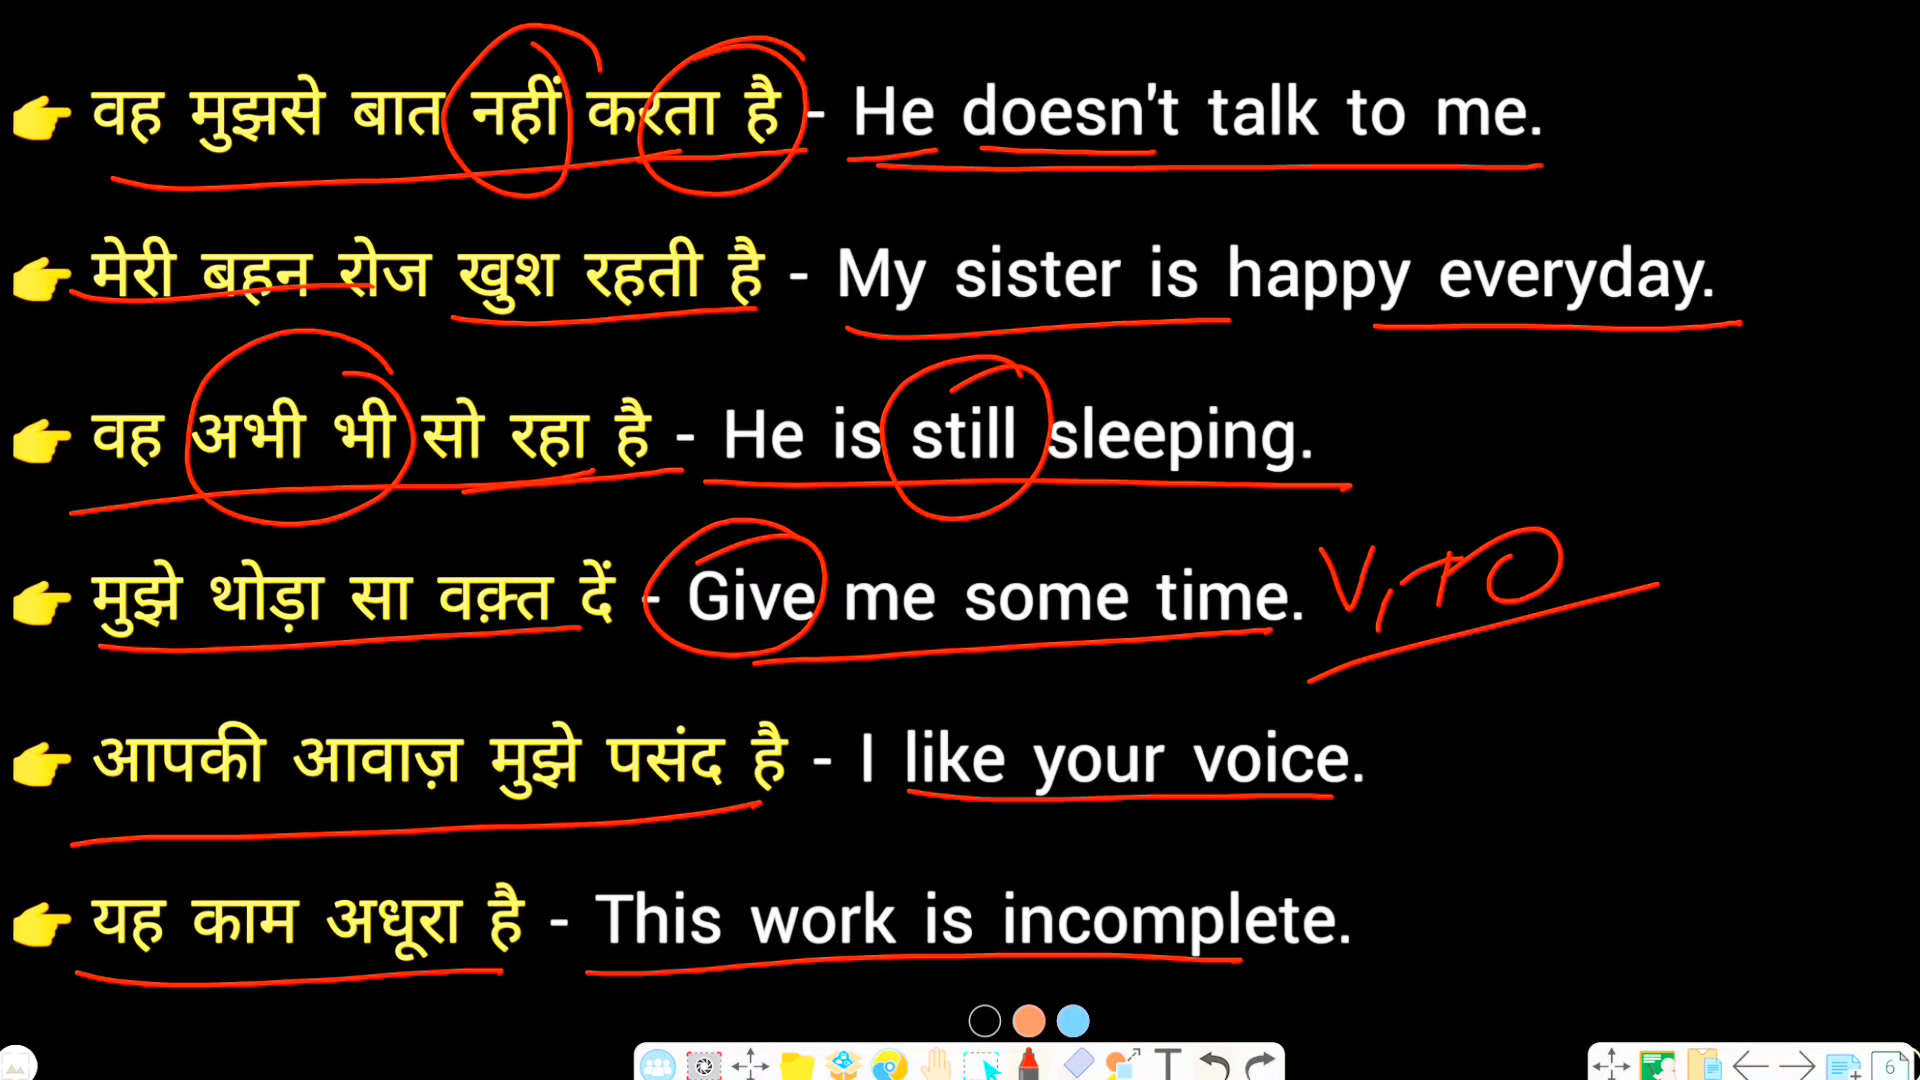 👉 वह मुझसे बात नहीं करता है - He doesn't talk to me.
👉 मेरी बहन रोज खुश रहती है - My sister is happy everyday.
👉 वह अभी भी सो रहा है - He is still sleeping.
👉 मुझे थोड़ा सा वक़्त दें - Give me some time. V, + O
👉 आपकी आवाज़ मुझे पसंद है - I like your voice.
👉 यह काम अधूरा है - This work is incomplete.
6